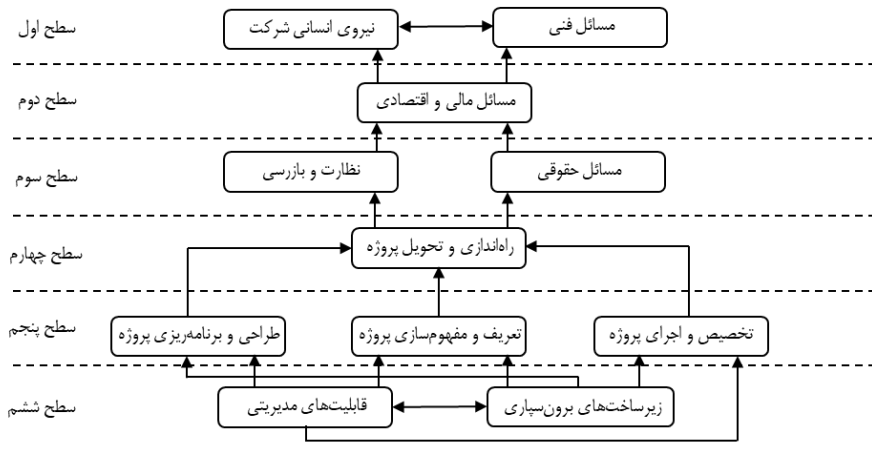 سطح اول
مسائل فنی
نیروی انسانی شرکت
سطح دوم
مسائل مالی و اقتصادی
سطح سوم
مسائل حقوقی
نظارت و بازرسی
سطح چهارم
راه‌اندازی و تحویل پروژه
سطح پنجم
تخصیص و اجرای پروژه
تعریف و مفهوم‌سازی پروژه
طراحی و برنامه‌ریزی پروژه
سطح ششم
زیرساخت‌های برون‌سپاری
قابلیت‌های مدیریتی